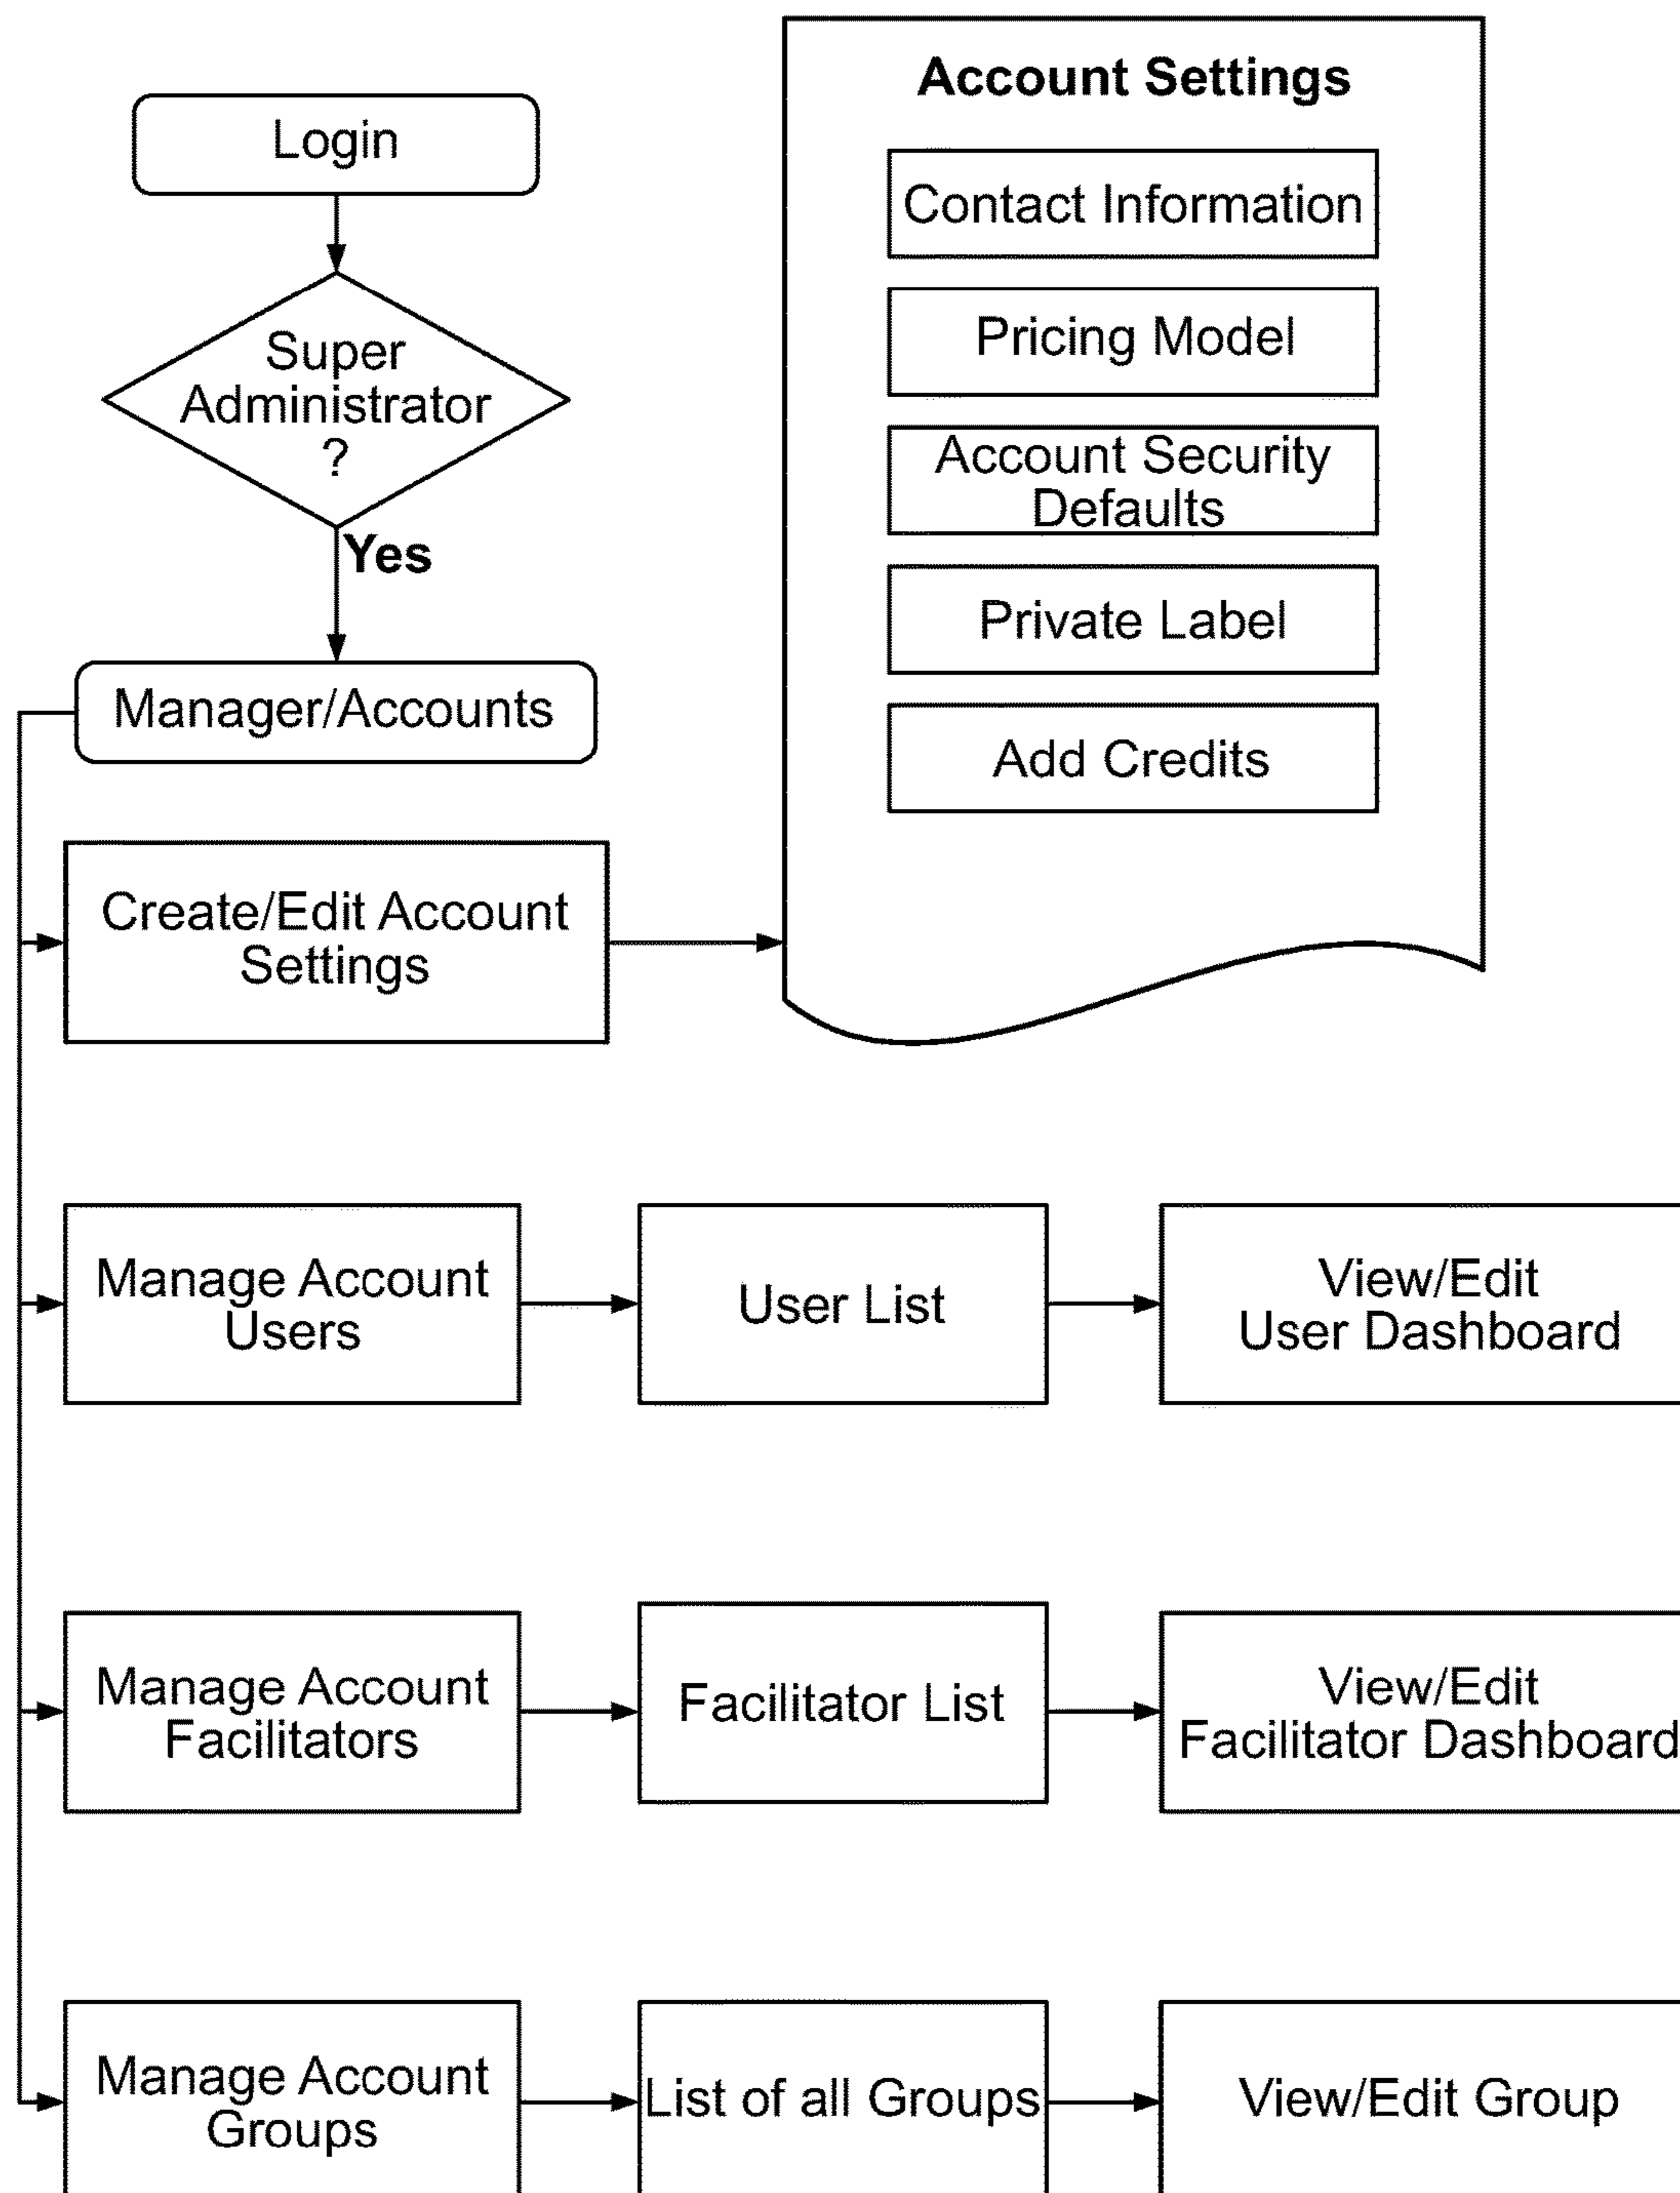 Login
Super
Administrator
?
Yes
Manager/Accounts
Account Settings
Contact Information
Pricing Model
Account Security
Defaults
Private Label
Add Credits
Create/Edit Account
Settings
Manage Account
Users
User List
View/Edit
User Dashboard
Manage Account
Facilitators
Facilitator List
View/Edit
Facilitator Dashboard
Manage Account
Groups
List of all Groups
View/Edit Group